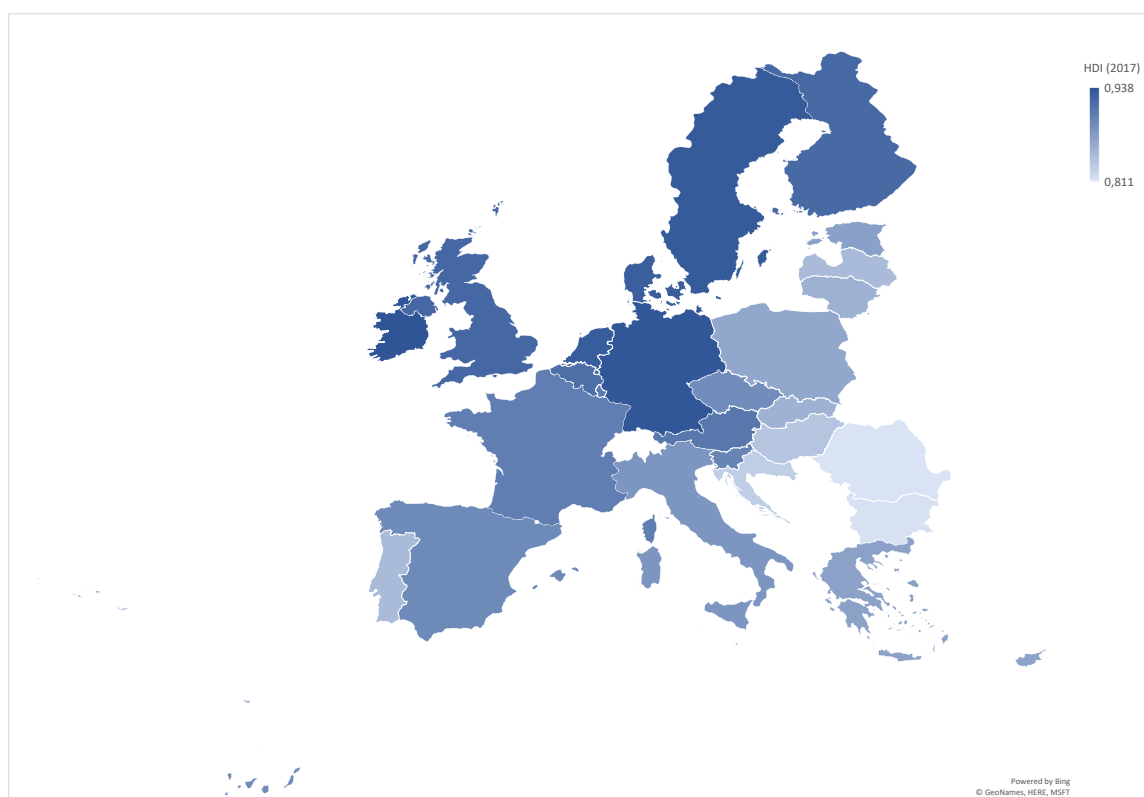 HDI (2017)
0,938
0,811
Powered by Bing
© GeoNames, HERE, MSFT